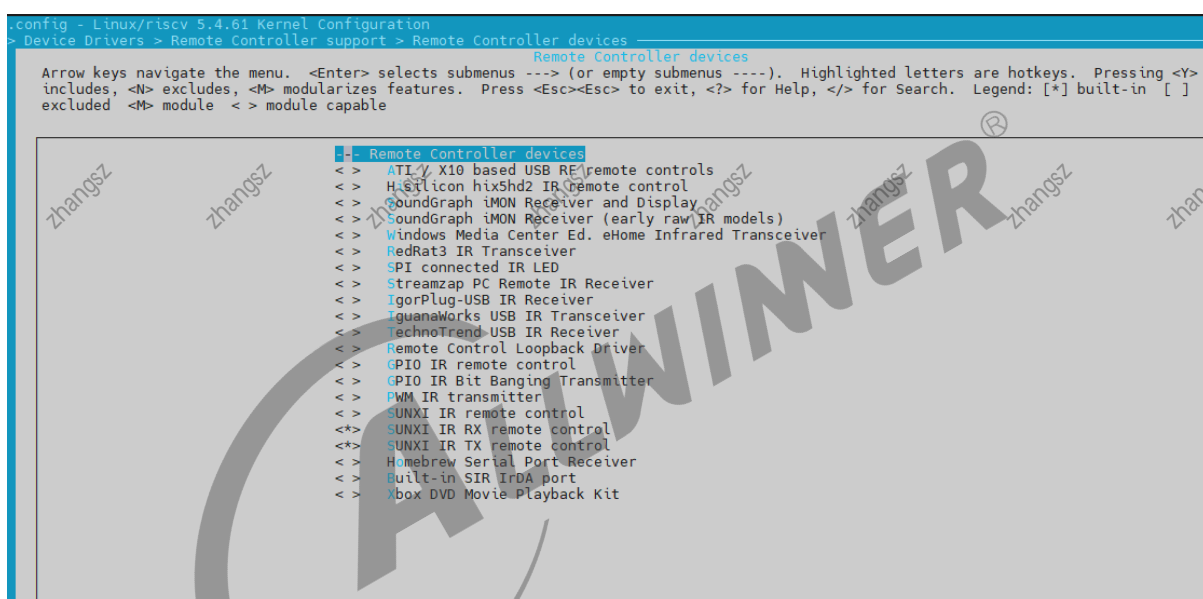 .config - Linux/riscv 5.4.61 Kernel Configuration
> Device Drivers > Remote Controller support > Remote Controller devices
Remote Controller devices
Arrow keys navigate the menu. <Enter> selects submenus ---> (or empty submenus ----). Highlighted letters are hotkeys. Pressing <Y>
includes, <N> excludes, <M> modularizes features. Press <Esc><Esc> to exit, <?> for Help, </> for Search. Legend: [*] built-in [ ]
excluded <M> module < > module capable
--- Remote Controller devices
< > ATI / X10 based USB RF remote controls
< > Hisilicon hix5hd2 IR remote control
< > SoundGraph iMON Receiver and Display
< > SoundGraph iMON Receiver (early raw IR models)
< > Windows Media Center Ed. eHome Infrared Transceiver
< > RedRat3 IR Transceiver
< > SPI connected IR LED
< > Streamzap PC Remote IR Receiver
< > IgorPlug-USB IR Receiver
< > IguanaWorks USB IR Transceiver
< > TechnoTrend USB IR Receiver
< > Remote Control Loopback Driver
< > GPIO IR remote control
< > GPIO IR Bit Banging Transmitter
< > PWM IR transmitter
< > SUNXI IR remote control
<*> SUNXI IR RX remote control
<*> SUNXI IR TX remote control
< > Homebrew Serial Port Receiver
< > Built-in SIR IrDA port
< > Xbox DVD Movie Playback Kit
zhangsz
zhangsz
zhangsz
zhangsz
zhangsz
zhangsz
zhangsz
ALLWINNER®